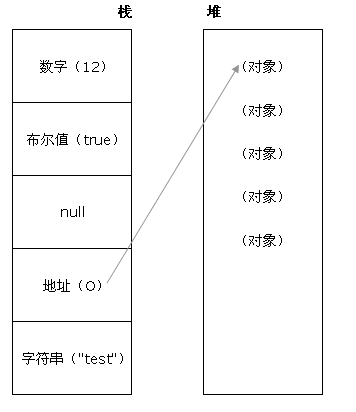 栈 堆
数字（12）
（对象）
（对象）
布尔值（true）
（对象）
（对象）
null
（对象）
地址（O）
字符串（"test"）